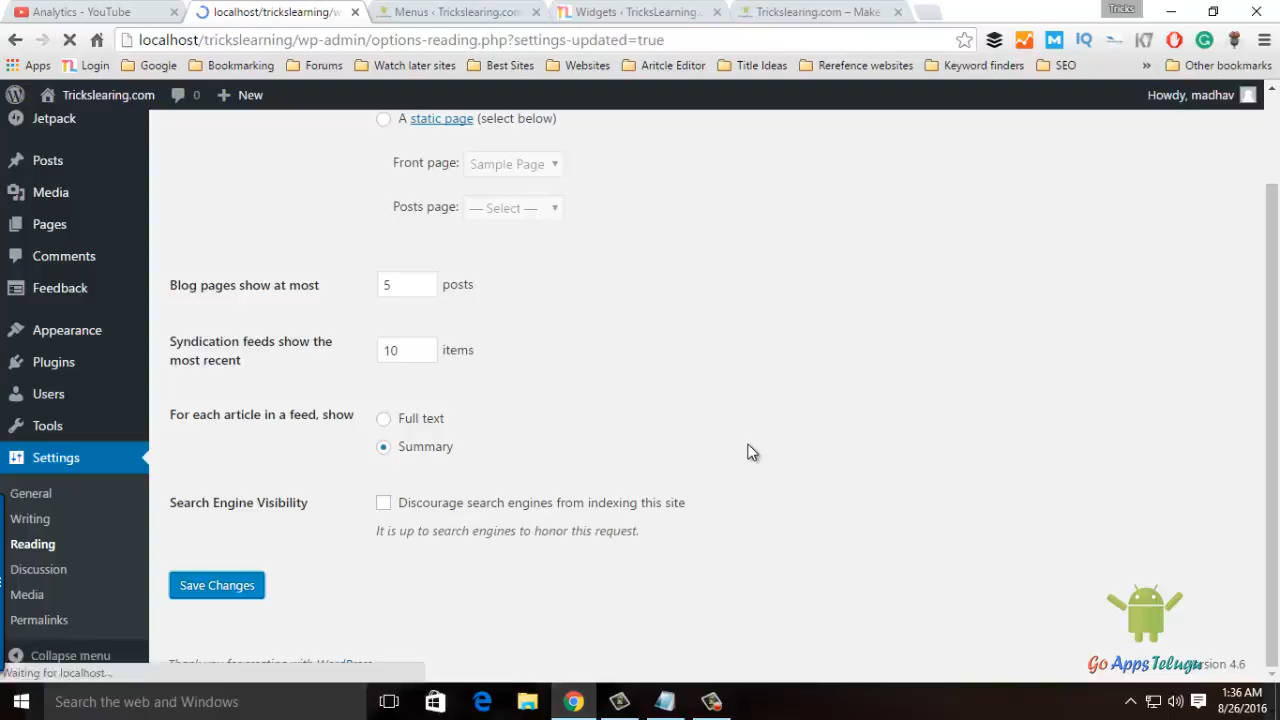 Analytics - YouTube
localhost/trickslearning/w
Menus ‹ Trickslearing.com
Widgets ‹ TricksLearning.
Trickslearing.com – Make
Tricks
localhost/trickslearning/wp-admin/options-reading.php?settings-updated=true
Apps
Login
Google
Bookmarking
Forums
Watch later sites
Best Sites
Websites
Aritcle Editor
Title Ideas
Rerefence websites
Keyword finders
SEO
»
Other bookmarks
Trickslearing.com
0
New
Howdy, madhav
Jetpack
Posts
Media
Pages
Comments
Feedback
Appearance
Plugins
Users
Tools
Settings
General
Writing
Reading
Discussion
Media
Permalinks
Collapse menu
A static page (select below)
Front page: Sample Page
Posts page: — Select —
Blog pages show at most 5 posts
Syndication feeds show the
most recent
10 items
For each article in a feed, show
Full text
Summary
Search Engine Visibility
Discourage search engines from indexing this site
It is up to search engines to honor this request.
Save Changes
Waiting for localhost...
Go AppsTelugu
Version 4.6
Search the web and Windows
1:36 AM
8/26/2016